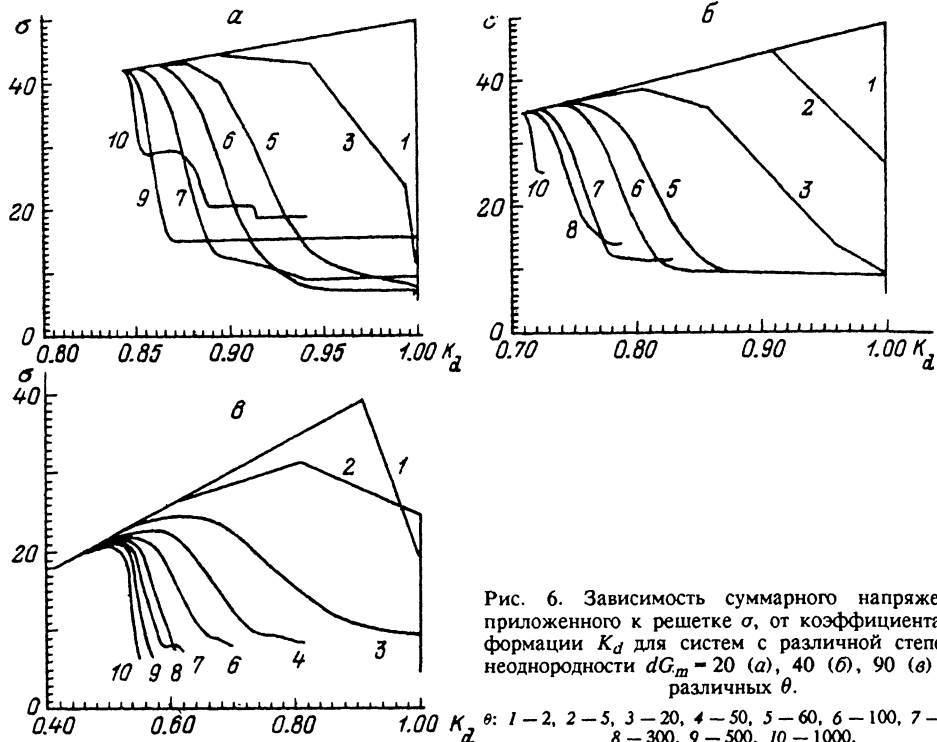 σ
а
40
20
0
10
9
7
6
5
3
1
0.80
0.85
0.90
0.95
1.00
K_d
σ
б
40
20
0
10
8
7
6
5
3
2
1
0.70
0.80
0.90
1.00
K_d
σ
в
40
20
0
10
9
8
7
6
4
3
2
1
0.40
0.60
0.80
1.00
K_d
Рис. 6. Зависимость суммарного напряже
приложенного к решетке σ, от коэффициента
формации K_d для систем с различной степе
неоднородности dG_m = 20 (а), 40 (б), 90 (в)
различных θ.
θ: 1 — 2, 2 — 5, 3 — 20, 4 — 50, 5 — 60, 6 — 100, 7 —
8 — 300, 9 — 500, 10 — 1000.